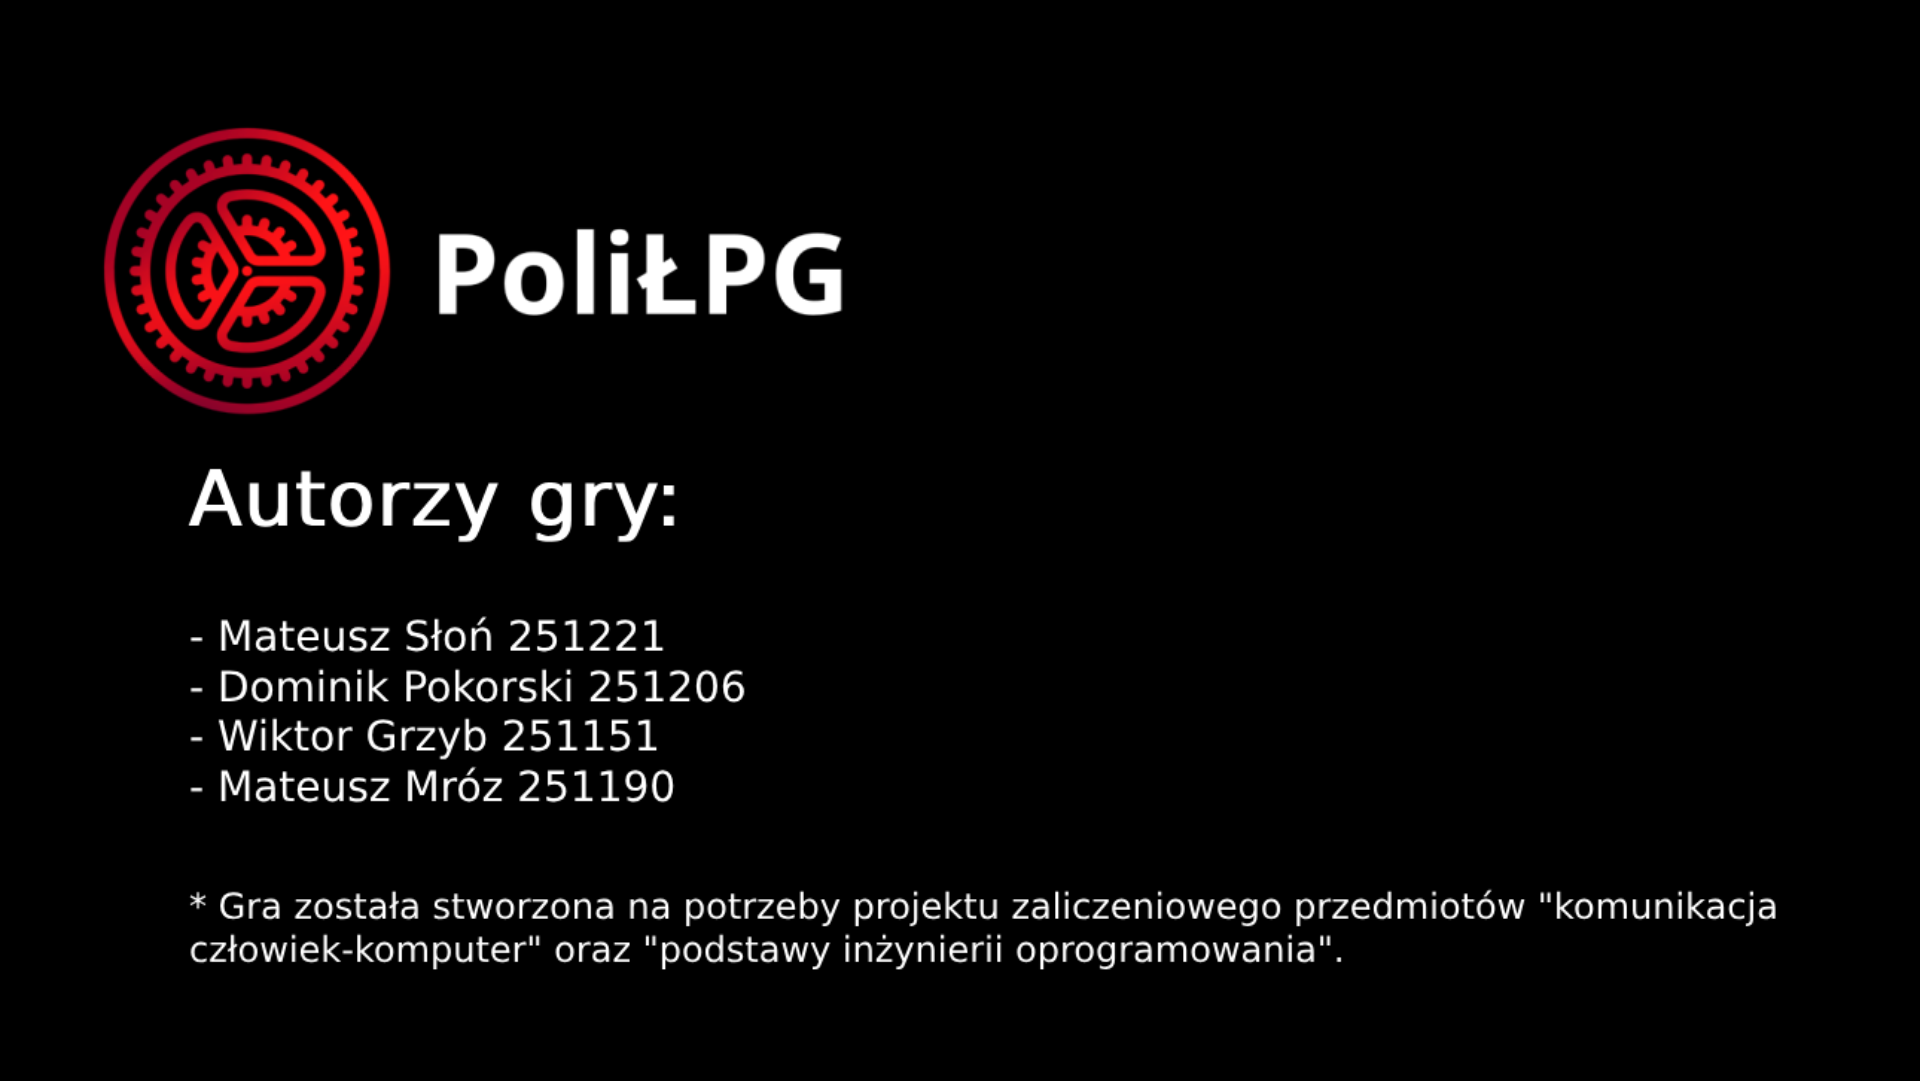 PoliŁPG
Autorzy gry:
- Mateusz Słoń 251221
- Dominik Pokorski 251206
- Wiktor Grzyb 251151
- Mateusz Mróz 251190
* Gra została stworzona na potrzeby projektu zaliczeniowego przedmiotów "komunikacja
człowiek-komputer" oraz "podstawy inżynierii oprogramowania".